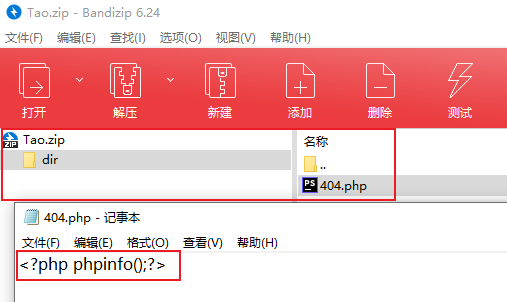 Tao.zip - Bandizip 6.24
文件(F) 编辑(E) 查找(I) 选项(O) 视图(V) 帮助(H)
打开 解压 新建 添加 删除 测试
Tao.zip
dir
名称
..
404.php
404.php - 记事本
文件(F) 编辑(E) 格式(O) 查看(V) 帮助(H)
<?php phpinfo();?>